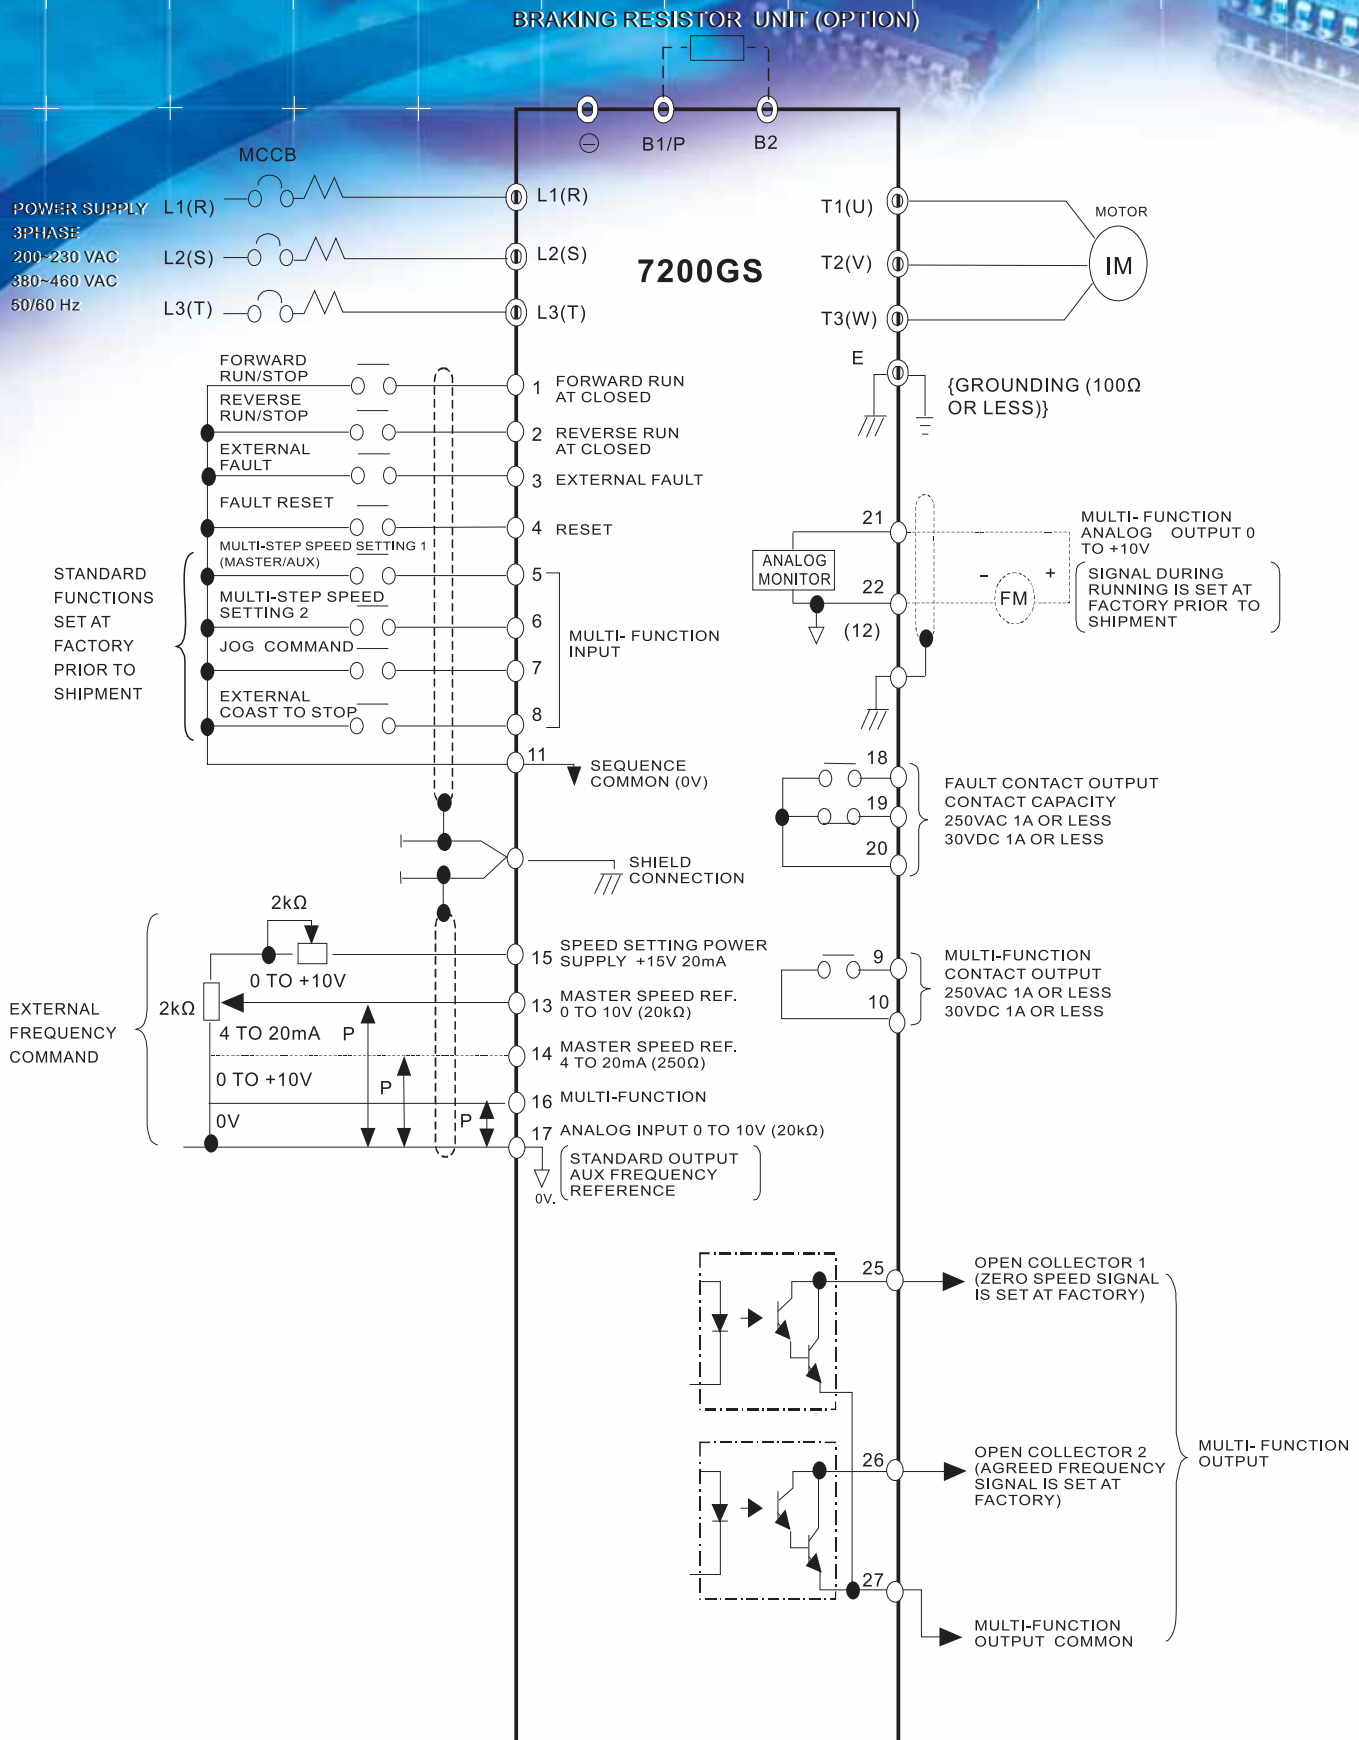 BRAKING RESISTOR UNIT (OPTION)
B1/P
B2
MCCB
POWER SUPPLY
3PHASE
200~230 VAC
380~460 VAC
50/60 Hz
L1(R)
L2(S)
L3(T)
L1(R)
L2(S)
L3(T)
7200GS
T1(U)
T2(V)
T3(W)
E
MOTOR
IM
{GROUNDING (100Ω
OR LESS)}
FORWARD
RUN/STOP
REVERSE
RUN/STOP
EXTERNAL
FAULT
FAULT RESET
MULTI-STEP SPEED SETTING 1
(MASTER/AUX)
MULTI-STEP SPEED
SETTING 2
JOG COMMAND
EXTERNAL
COAST TO STOP
STANDARD
FUNCTIONS
SET AT
FACTORY
PRIOR TO
SHIPMENT
1 FORWARD RUN
AT CLOSED
2 REVERSE RUN
AT CLOSED
3 EXTERNAL FAULT
4 RESET
5
6
7
8
MULTI- FUNCTION
INPUT
11
SEQUENCE
COMMON (0V)
SHIELD
CONNECTION
21
22
(12)
ANALOG
MONITOR
- +
FM
MULTI- FUNCTION
ANALOG OUTPUT 0
TO +10V
SIGNAL DURING
RUNNING IS SET AT
FACTORY PRIOR TO
SHIPMENT
18
19
20
FAULT CONTACT OUTPUT
CONTACT CAPACITY
250VAC 1A OR LESS
30VDC 1A OR LESS
9
10
MULTI-FUNCTION
CONTACT OUTPUT
250VAC 1A OR LESS
30VDC 1A OR LESS
EXTERNAL
FREQUENCY
COMMAND
2kΩ
0 TO +10V
2kΩ
4 TO 20mA
P
0 TO +10V
P
0V
P
15 SPEED SETTING POWER
SUPPLY +15V 20mA
13 MASTER SPEED REF.
0 TO 10V (20kΩ)
14 MASTER SPEED REF.
4 TO 20mA (250Ω)
16 MULTI-FUNCTION
17 ANALOG INPUT 0 TO 10V (20kΩ)
STANDARD OUTPUT
AUX FREQUENCY
REFERENCE
0V.
25
OPEN COLLECTOR 1
(ZERO SPEED SIGNAL
IS SET AT FACTORY)
26
OPEN COLLECTOR 2
(AGREED FREQUENCY
SIGNAL IS SET AT
FACTORY)
27
MULTI-FUNCTION
OUTPUT COMMON
MULTI- FUNCTION
OUTPUT